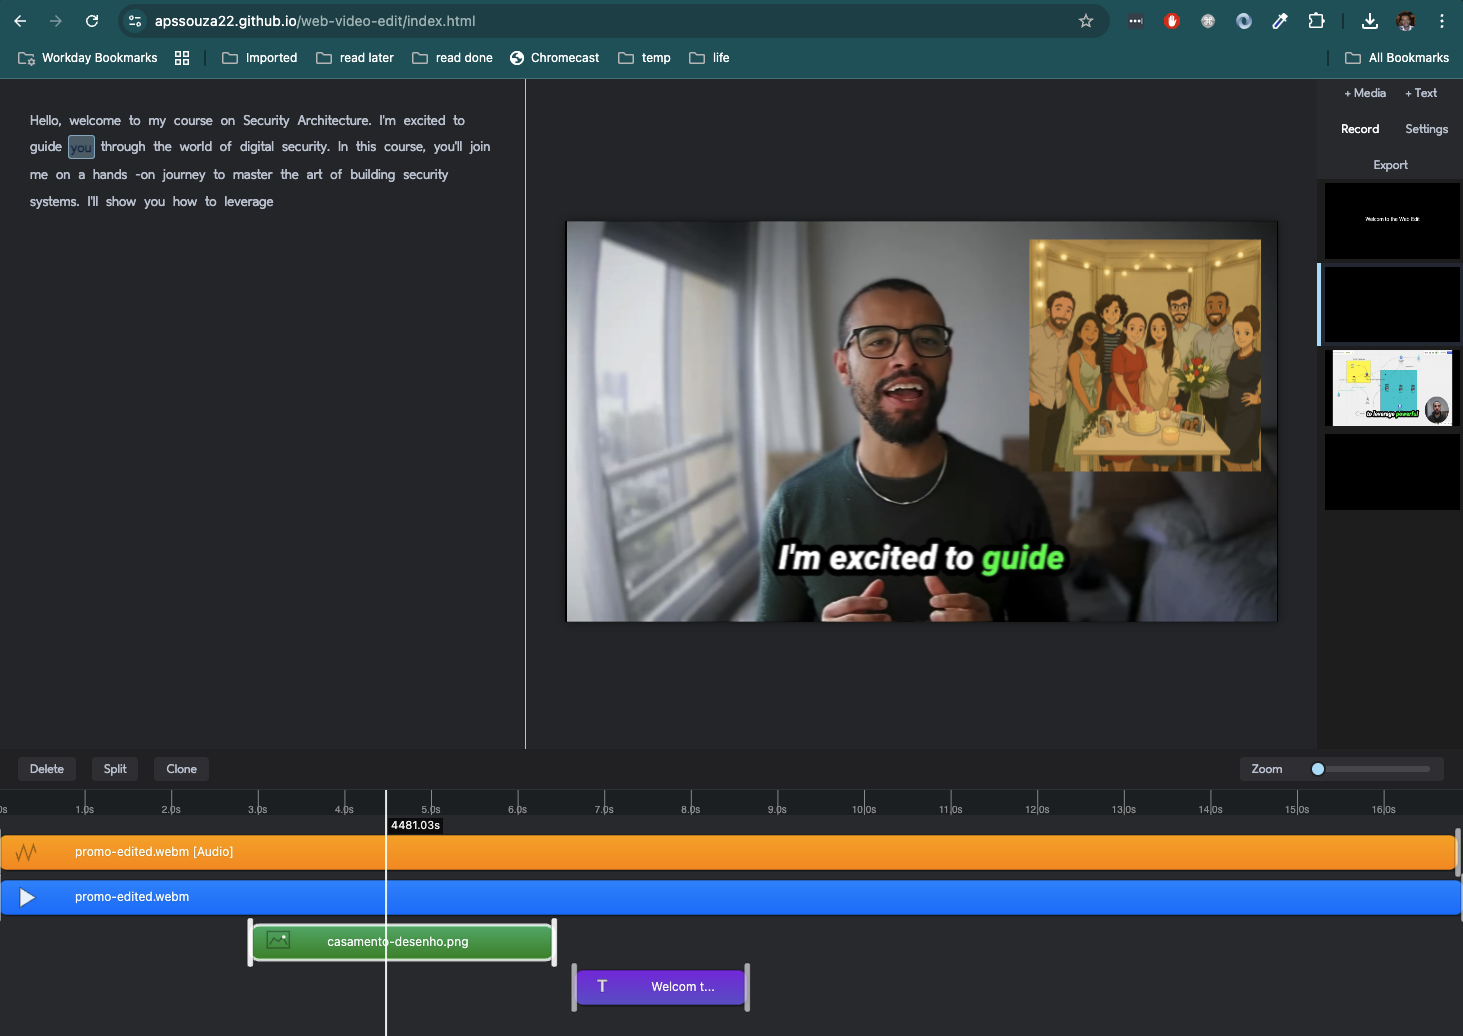 apssouza22.github.io/web-video-edit/index.html
Workday Bookmarks
Imported
read later
read done
Chromecast
temp
life
All Bookmarks
Hello, welcome to my course on Security Architecture. I'm excited to
guide you through the world of digital security. In this course, you'll join
me on a hands -on journey to master the art of building security
systems. I'll show you how to leverage
+ Media + Text
Record Settings
Export
Welcom to the Web Edit
to leverage powerful
I'm excited to guide
Delete Split Clone
Zoom
0s 1.0s 2.0s 3.0s 4.0s 5.0s 6.0s 7.0s 8.0s 9.0s 10.0s 11.0s 12.0s 13.0s 14.0s 15.0s 16.0s
4481.03s
promo-edited.webm [Audio]
promo-edited.webm
casamento-desenho.png
T Welcom t...